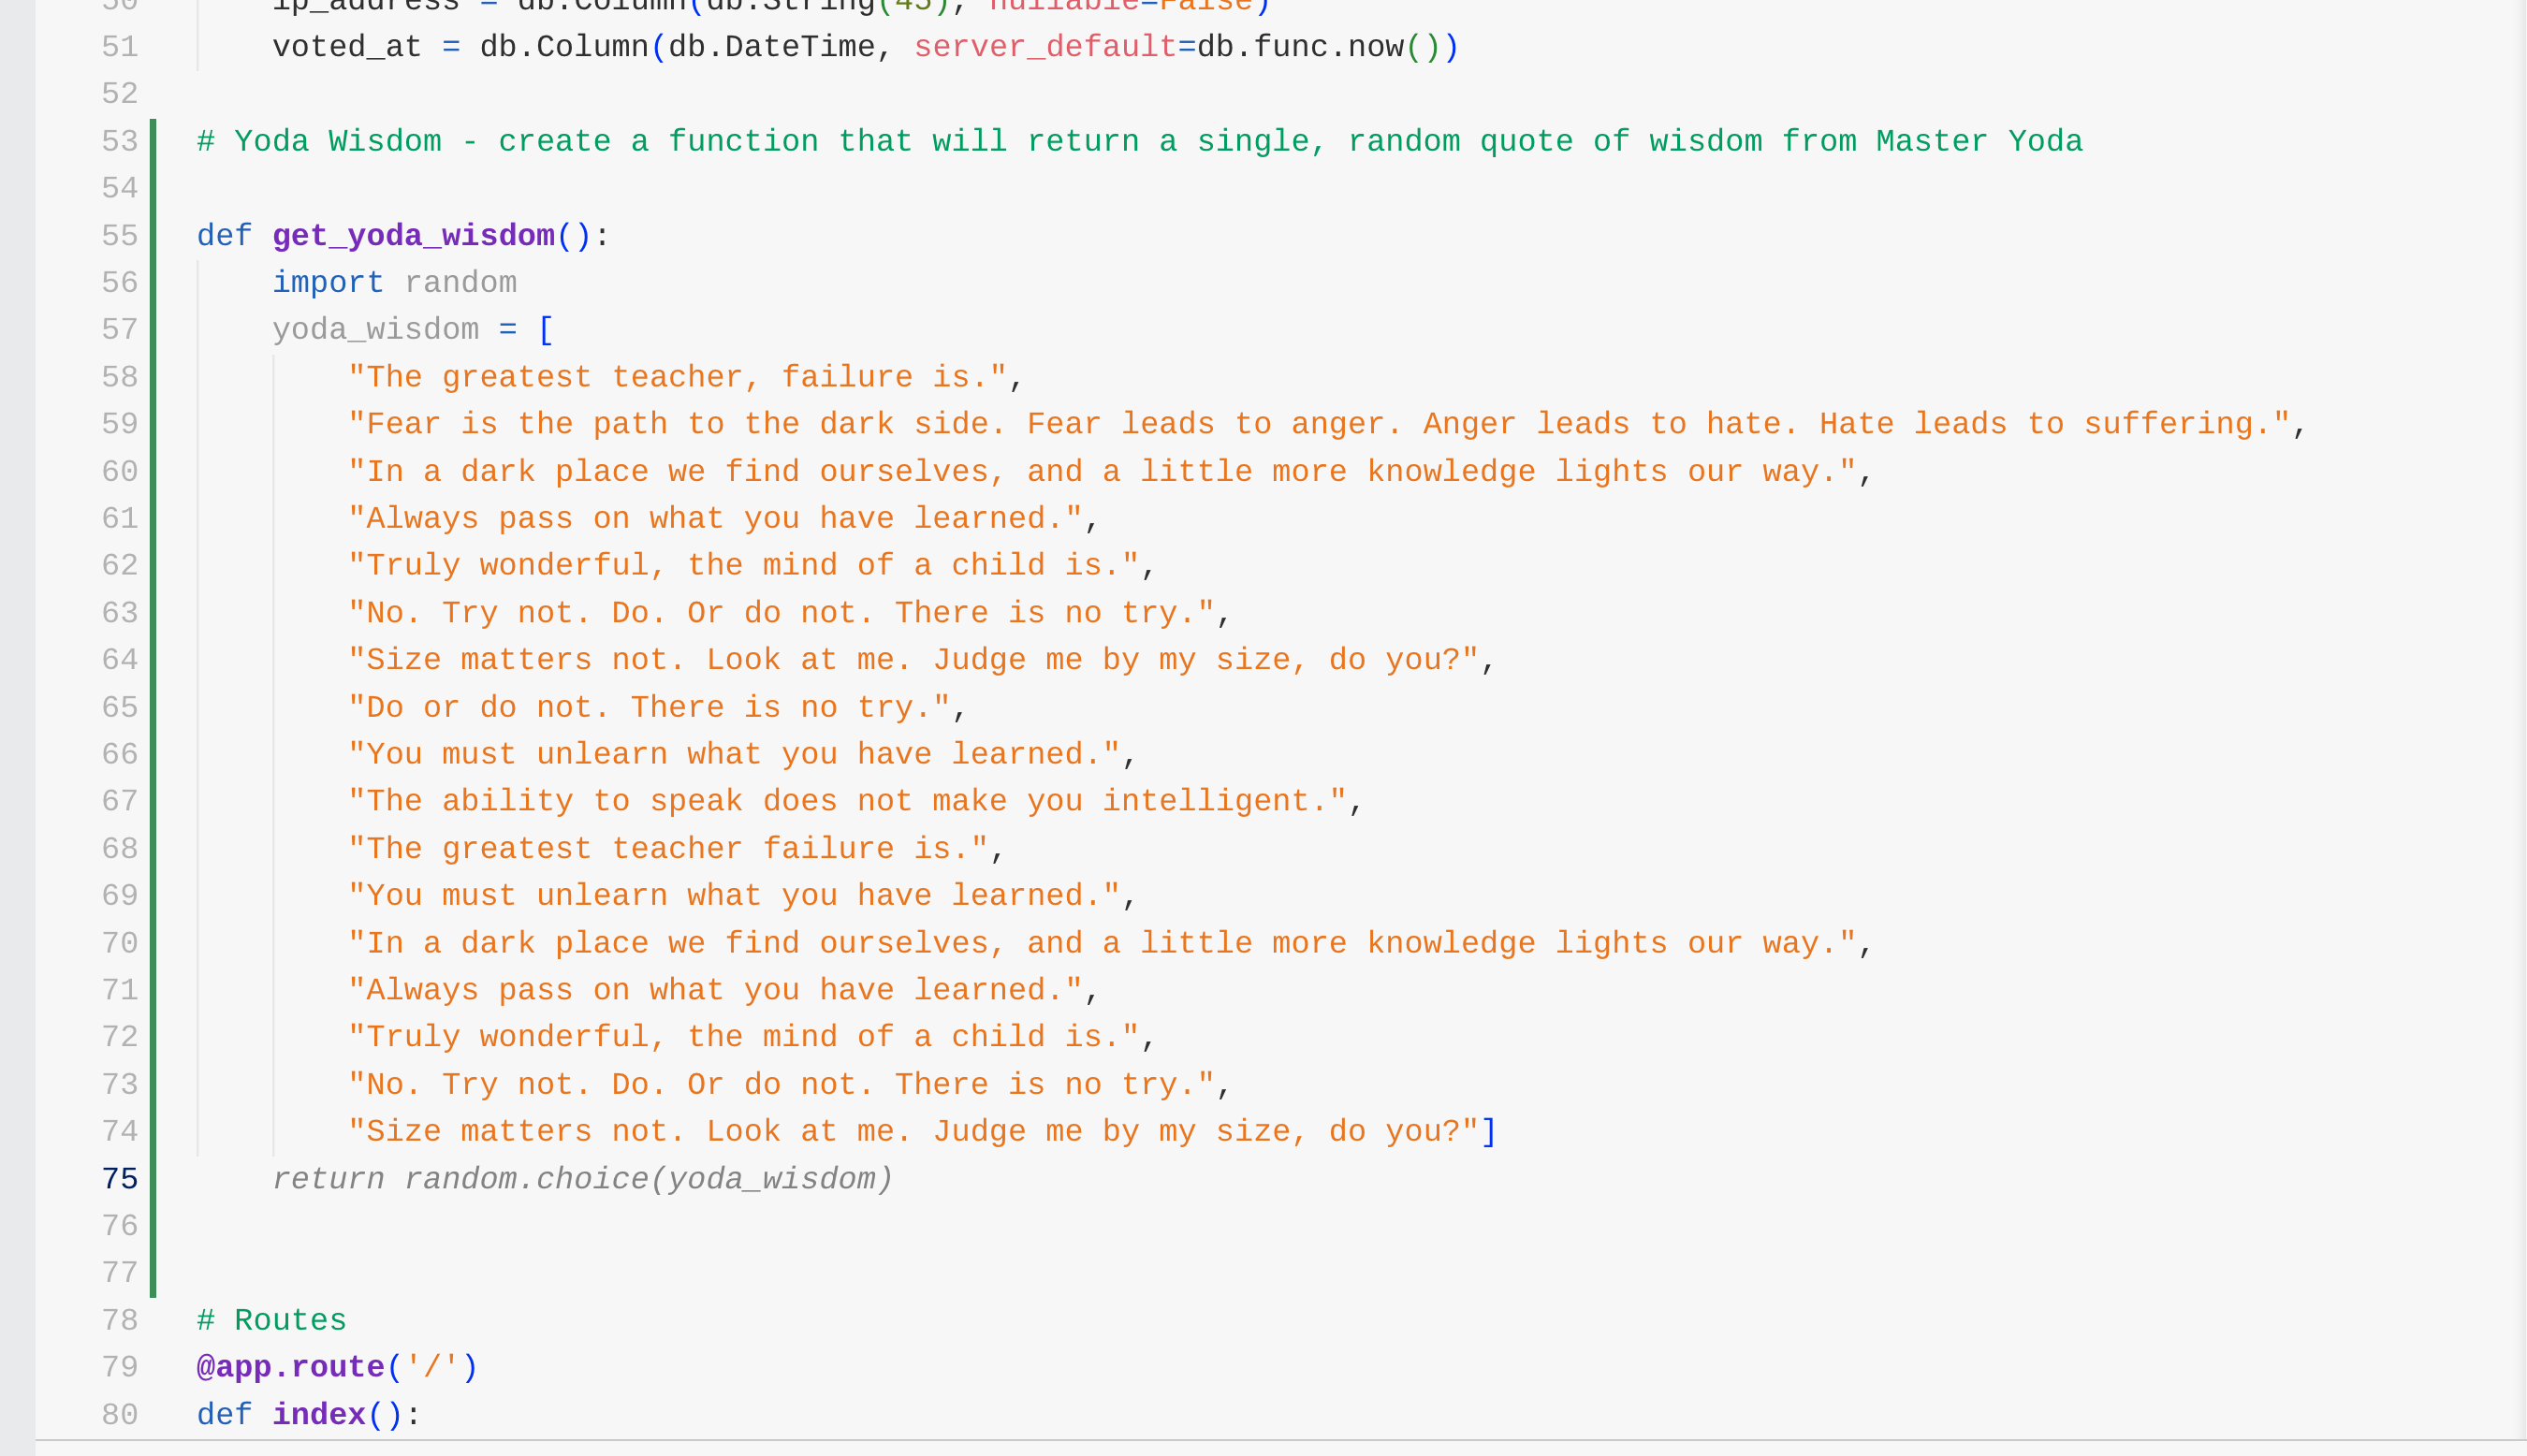 50 ip_address = db.Column(db.String(45), nullable=False)
51 voted_at = db.Column(db.DateTime, server_default=db.func.now())
52
53 # Yoda Wisdom - create a function that will return a single, random quote of wisdom from Master Yoda
54
55 def get_yoda_wisdom():
56 import random
57 yoda_wisdom = [
58 "The greatest teacher, failure is.",
59 "Fear is the path to the dark side. Fear leads to anger. Anger leads to hate. Hate leads to suffering.",
60 "In a dark place we find ourselves, and a little more knowledge lights our way.",
61 "Always pass on what you have learned.",
62 "Truly wonderful, the mind of a child is.",
63 "No. Try not. Do. Or do not. There is no try.",
64 "Size matters not. Look at me. Judge me by my size, do you?",
65 "Do or do not. There is no try.",
66 "You must unlearn what you have learned.",
67 "The ability to speak does not make you intelligent.",
68 "The greatest teacher failure is.",
69 "You must unlearn what you have learned.",
70 "In a dark place we find ourselves, and a little more knowledge lights our way.",
71 "Always pass on what you have learned.",
72 "Truly wonderful, the mind of a child is.",
73 "No. Try not. Do. Or do not. There is no try.",
74 "Size matters not. Look at me. Judge me by my size, do you?"]
75 return random.choice(yoda_wisdom)
76
77
78 # Routes
79 @app.route('/')
80 def index():